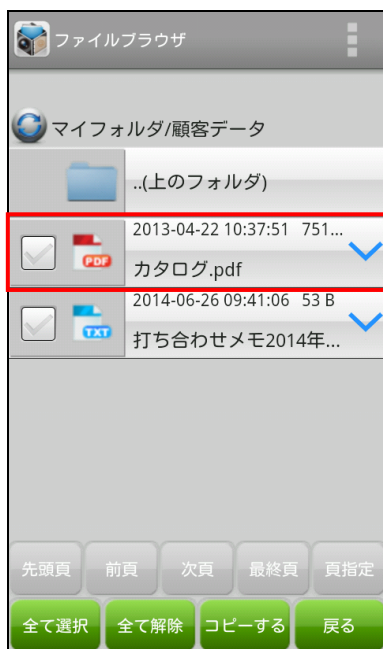 ファイルブラウザ
マイフォルダ/顧客データ
..(上のフォルダ)
2013-04-22 10:37:51 751...
カタログ.pdf
PDF
2014-06-26 09:41:06 53 B
打ち合わせメモ2014年...
TXT
先頭頁 前頁 次頁 最終頁 頁指定
全て選択 全て解除 コピーする 戻る